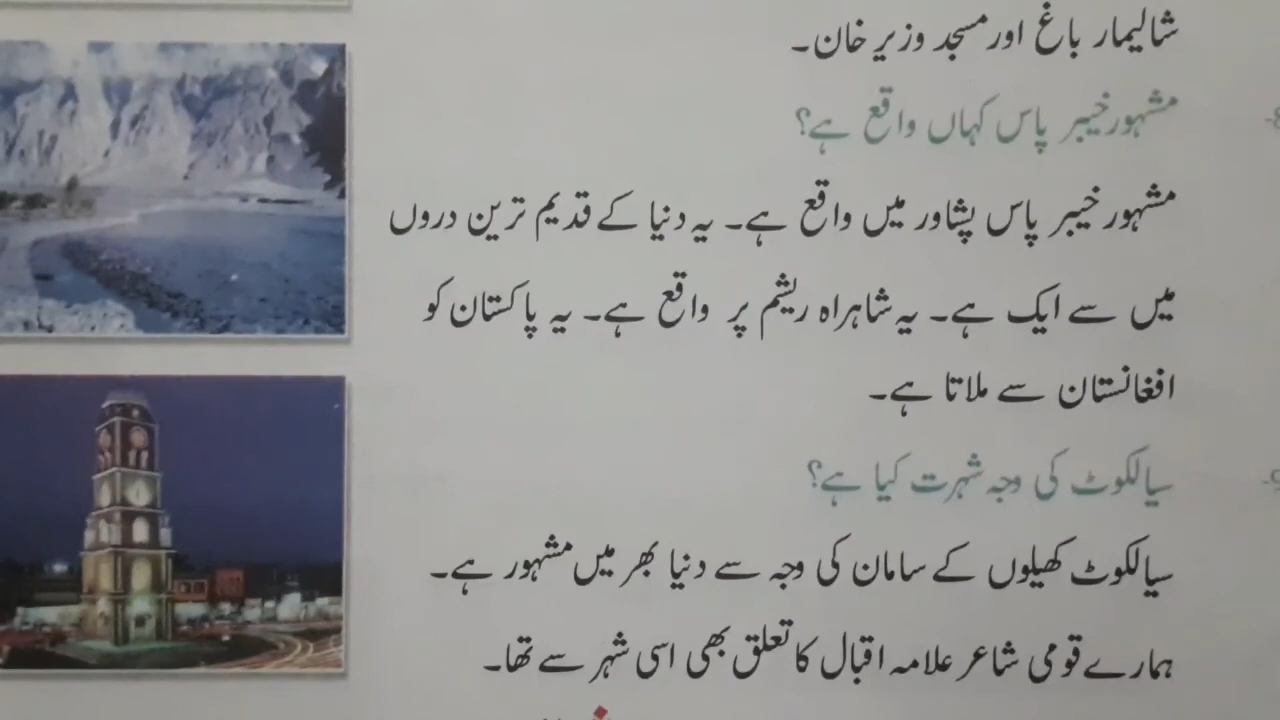 شالیمار باغ اور مسجد وزیر خان۔
مشہور خیبر پاس کہاں واقع ہے؟
مشہور خیبر پاس پشاور میں واقع ہے۔ یہ دنیا کے قدیم ترین دروں
میں سے ایک ہے۔ یہ شاہراہ ریشم پر واقع ہے۔ یہ پاکستان کو
افغانستان سے ملاتا ہے۔
سیالکوٹ کی وجہ شہرت کیا ہے؟
سیالکوٹ کھیلوں کے سامان کی وجہ سے دنیا بھر میں مشہور ہے۔
ہمارے قومی شاعر علامہ اقبال کا تعلق بھی اسی شہر سے تھا۔